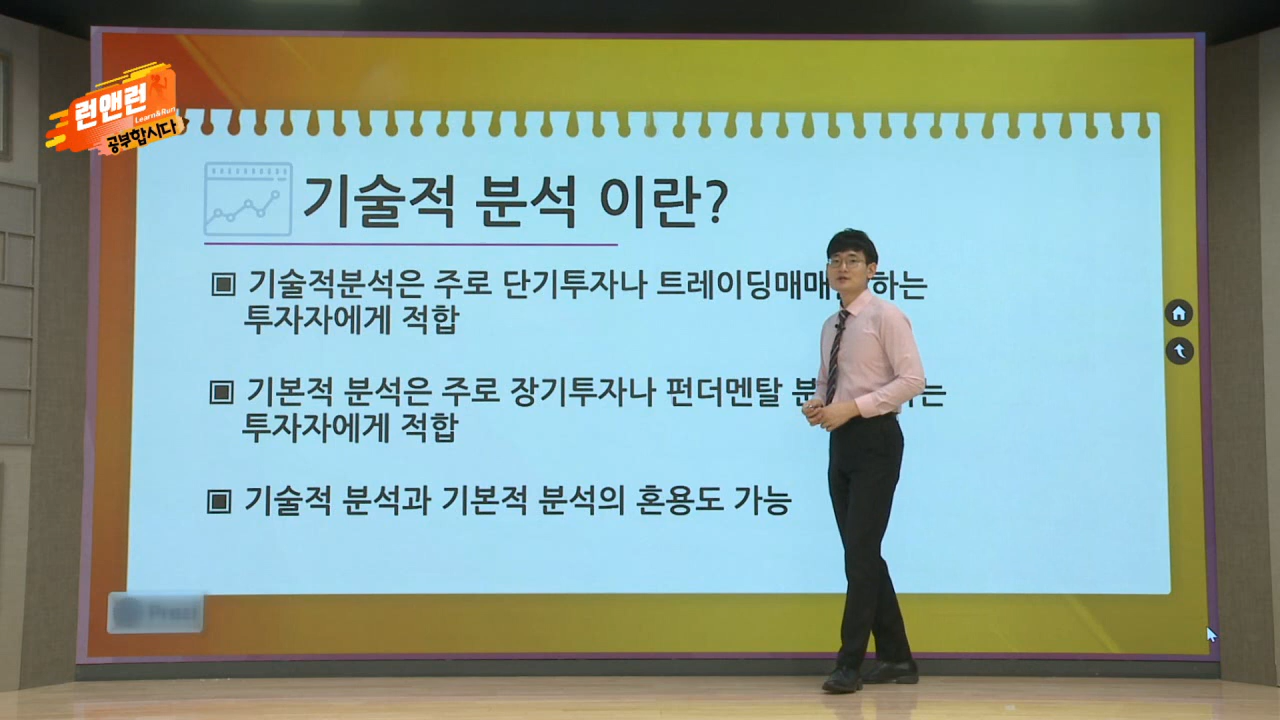 런앤런
Learn&Run
공부합시다
기술적 분석 이란?
▣ 기술적분석은 주로 단기투자나 트레이딩매매 하는
투자자에게 적합
▣ 기본적 분석은 주로 장기투자나 펀더멘탈
투자자에게 적합
▣ 기술적 분석과 기본적 분석의 혼용도 가능